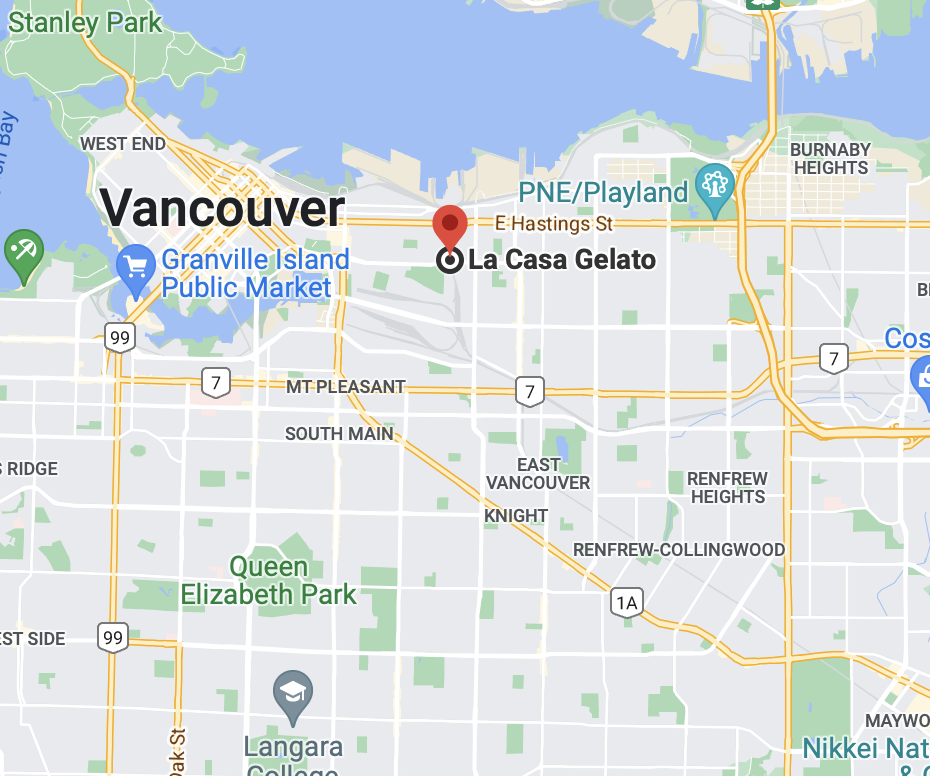 Stanley Park
WEST END
BURNABY
HEIGHTS
PNE/Playland
Vancouver
E Hastings St
Granville Island
Public Market
La Casa Gelato
99
7
Cos
7
MT PLEASANT
7
SOUTH MAIN
S RIDGE
EAST
VANCOUVER
RENFREW
HEIGHTS
KNIGHT
RENFREW-COLLINGWOOD
Queen
Elizabeth Park
1A
EST SIDE
99
MAYWO
Oak St
Langara
College
Nikkei Nat
& C